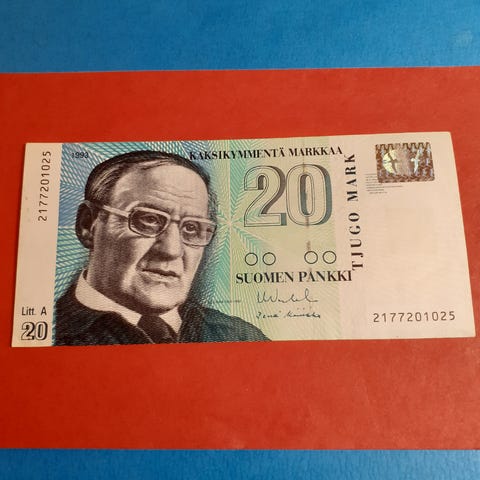 1993
KAKSIKYMMENTÄ MARKKAA
20
TJUGO MARK
SUOMEN PANKKI
2177201025
2177201025
Litt. A
20